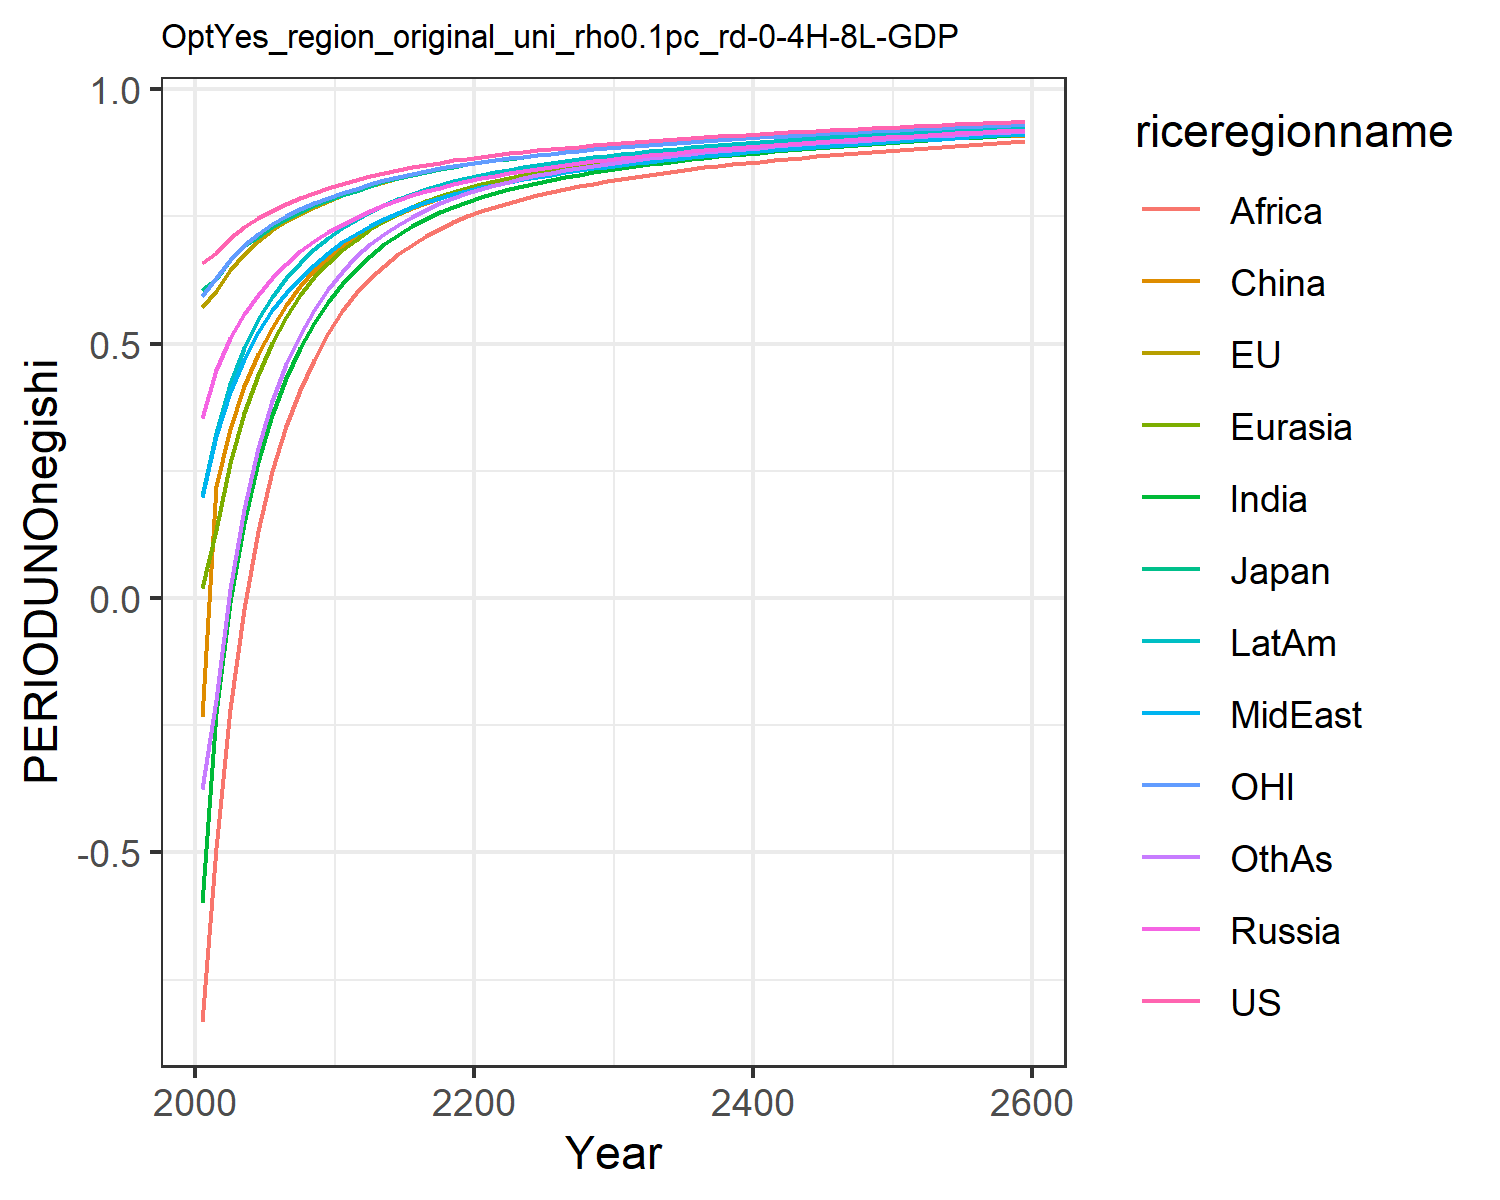 OptYes_region_original_uni_rho0.1pc_rd-0-4H-8L-GDP
1.0
0.5
0.0
-0.5
PERIODUNOnegishi
2000 2200 2400 2600
Year
riceregionname
Africa
China
EU
Eurasia
India
Japan
LatAm
MidEast
OHI
OthAs
Russia
US